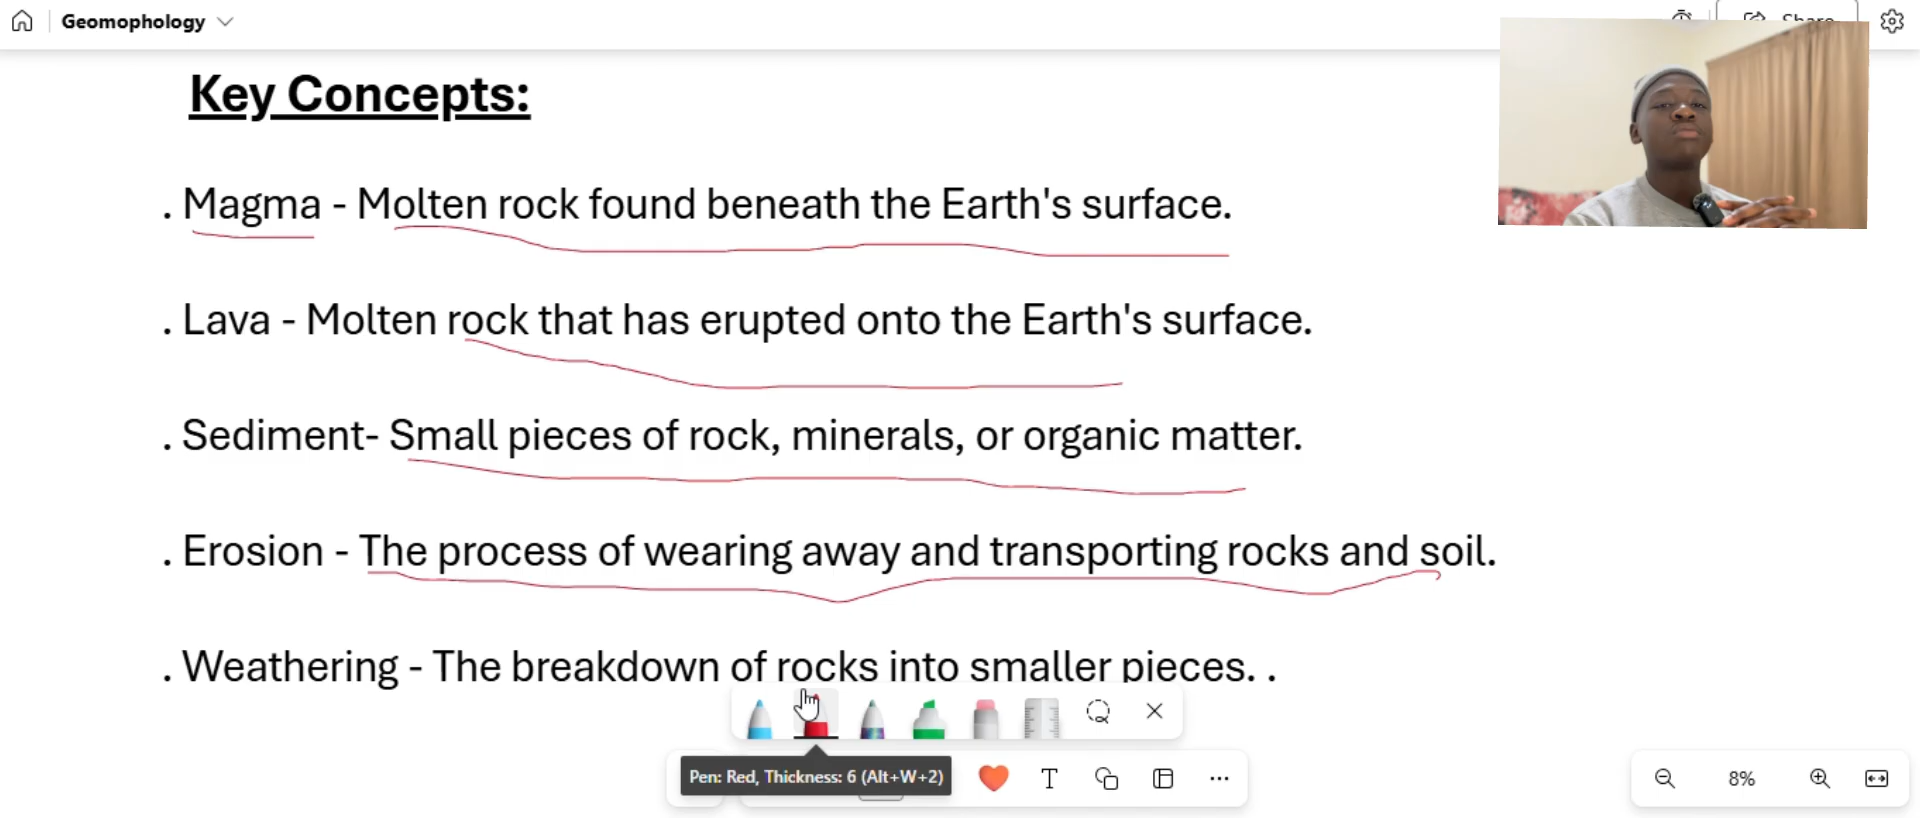 Geomophology
Share
Key Concepts:
. Magma - Molten rock found beneath the Earth's surface.
. Lava - Molten rock that has erupted onto the Earth's surface.
. Sediment- Small pieces of rock, minerals, or organic matter.
. Erosion - The process of wearing away and transporting rocks and soil.
. Weathering - The breakdown of rocks into smaller pieces. .
Pen: Red, Thickness: 6 (Alt+W+2)
T
8%